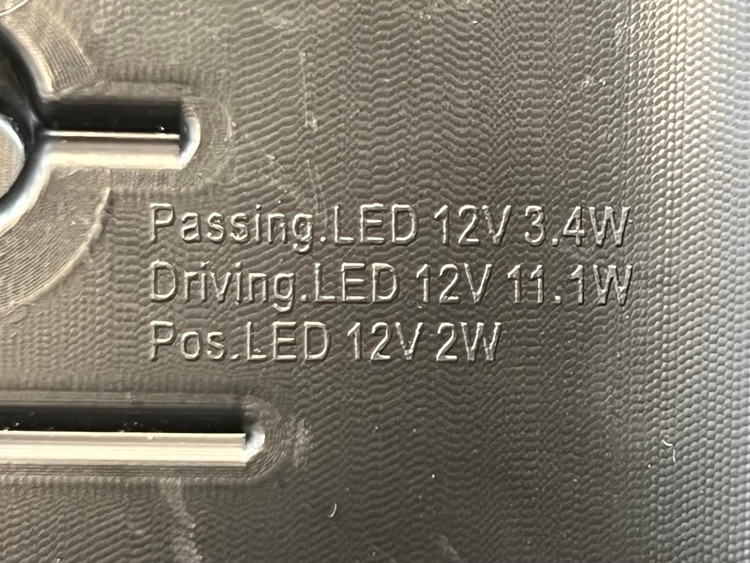 Passing.LED 12V 3.4W
Driving.LED 12V 11.1W
Pos.LED 12V 2W